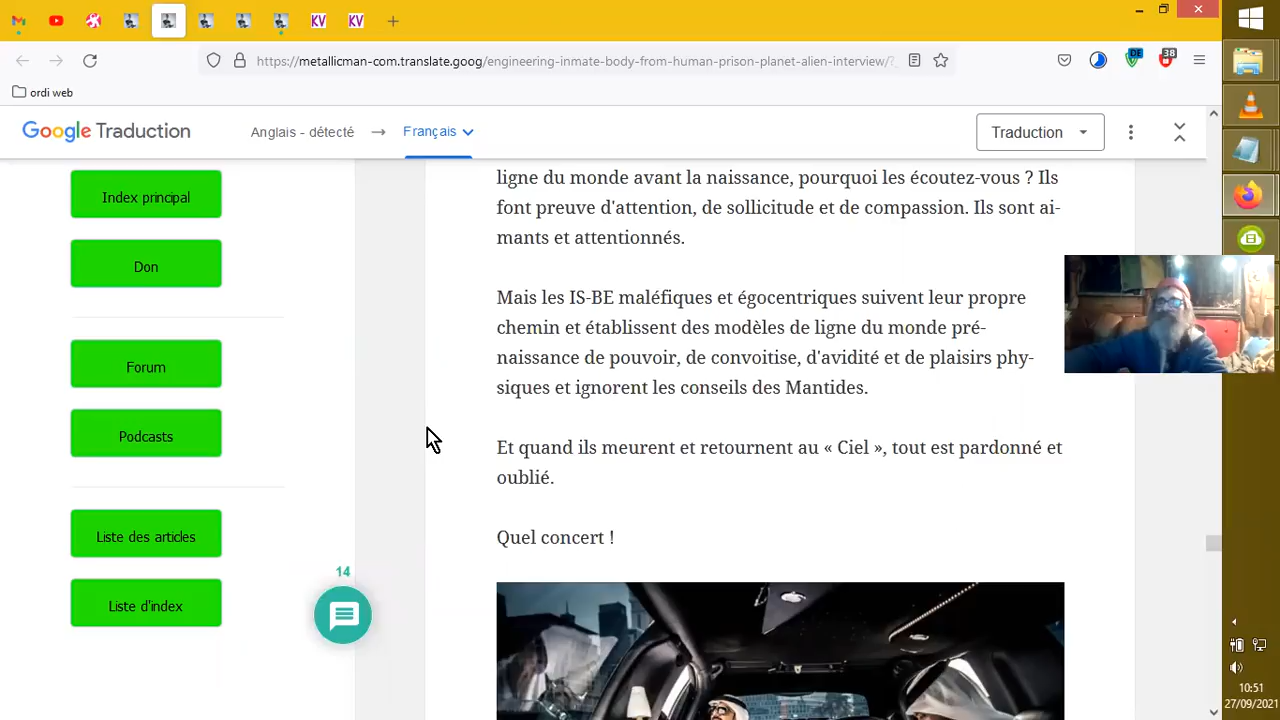 KV
KV
https://metallicman-com.translate.goog/engineering-inmate-body-from-human-prison-planet-alien-interview/?
DE
38
ordi web
Google Traduction
Anglais - détecté
Français
Traduction
Index principal
Don
Forum
Podcasts
Liste des articles
Liste d'index
14
ligne du monde avant la naissance, pourquoi les écoutez-vous ? Ils
font preuve d'attention, de sollicitude et de compassion. Ils sont ai-
mants et attentionnés.
Mais les IS-BE maléfiques et égocentriques suivent leur propre
chemin et établissent des modèles de ligne du monde pré-
naissance de pouvoir, de convoitise, d'avidité et de plaisirs phy-
siques et ignorent les conseils des Mantides.
Et quand ils meurent et retournent au « Ciel », tout est pardonné et
oublié.
Quel concert !
10:51
27/09/2021